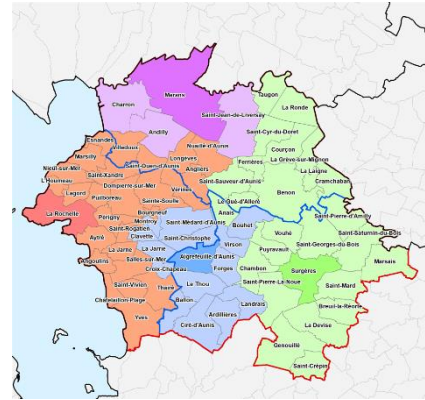 Taugon
Marans
La Ronde
Charron
Saint-Jean-de-Liversay
Saint-Cyr-du-Doret
Andilly
Esnandes
Villedoux
Nuaillé-d'Aunis
Courçon
Longèves
La Grève-sur-Mignon
Marsilly
Saint-Ouen-d'Aunis
Angliers
Ferrières
La Laigne
Nieul-sur-Mer
Saint-Xandre
Cramchaban
L'Houmeau
Dompierre-sur-Mer
Saint-Sauveur-d'Aunis
Benon
Lagord
Vérines
Puilboreau
Sainte-Soulle
Le Gué-d'Alleré
La Rochelle
Bourgneuf
Anais
Saint-Pierre-d'Amilly
Périgny
Montroy
Saint-Médard-d'Aunis
Bouhet
Saint-Rogatien
Saint-Saturnin-du-Bois
Aytré
Clavette
Saint-Christophe
Vouhé
Virson
Saint-Georges-du-Bois
La Jarrie
La Jarne
Puyravault
Angoulins
Salles-sur-Mer
Aigrefeuille-d'Aunis
Marsais
Croix-Chapeau
Forges
Chambon
Surgères
Saint-Vivien
Thairé
Le Thou
Saint-Pierre-La-Noue
Saint-Mard
Châtelaillon-Plage
Ballon
Landrais
Breuil-la-Réorte
Yves
Ardillières
La Devise
Ciré-d'Aunis
Genouillé
Saint-Crépin